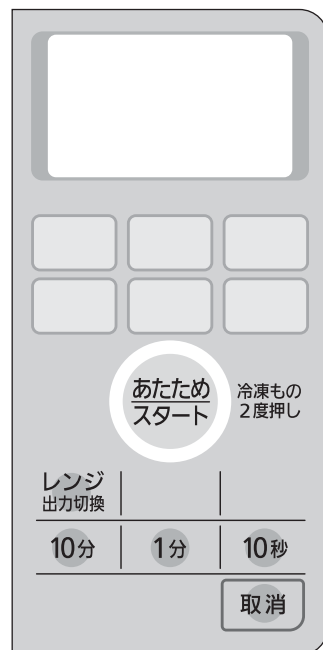 あたため
スタート
冷凍もの
2度押し
レンジ
出力切換
10分
1分
10秒
取消